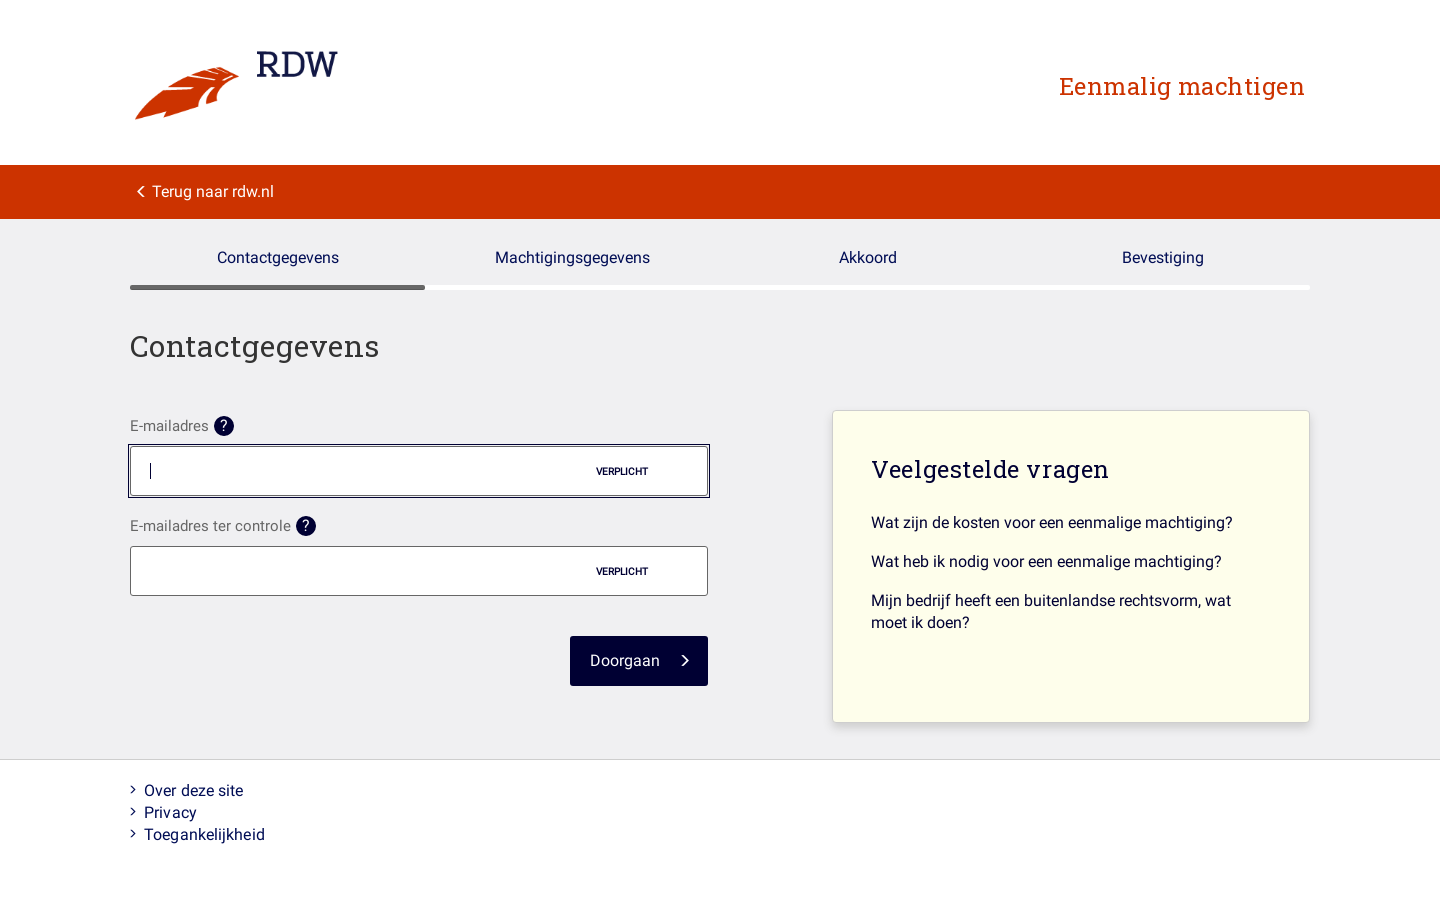 RDW
Eenmalig machtigen
Terug naar rdw.nl
Contactgegevens
Machtigingsgegevens
Akkoord
Bevestiging
Contactgegevens
E-mailadres ?
VERPLICHT
E-mailadres ter controle ?
VERPLICHT
Doorgaan
Veelgestelde vragen
Wat zijn de kosten voor een eenmalige machtiging?
Wat heb ik nodig voor een eenmalige machtiging?
Mijn bedrijf heeft een buitenlandse rechtsvorm, wat
moet ik doen?
Over deze site
Privacy
Toegankelijkheid